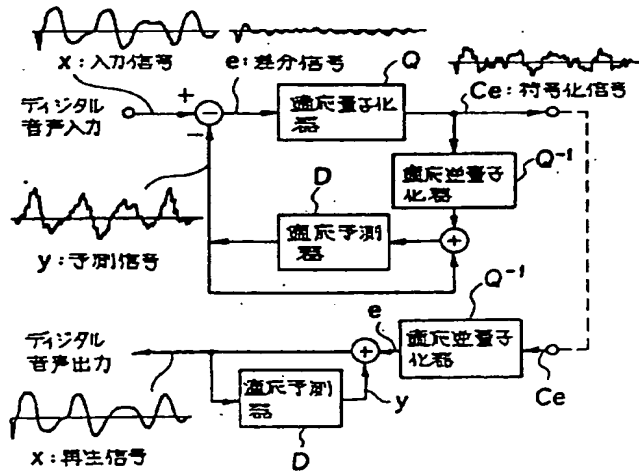 x：入力信号
e：差分信号
Q
ディジタル
音声入力
+
−
−
適応量子化
器
Ce：符号化信号
適応逆量子
化器
Q⁻¹
D
適応予測
器
+
y：予測信号
Q⁻¹
ディジタル
音声出力
+
e
適応逆量子
化器
Ce
適応予測
器
y
D
x：再生信号